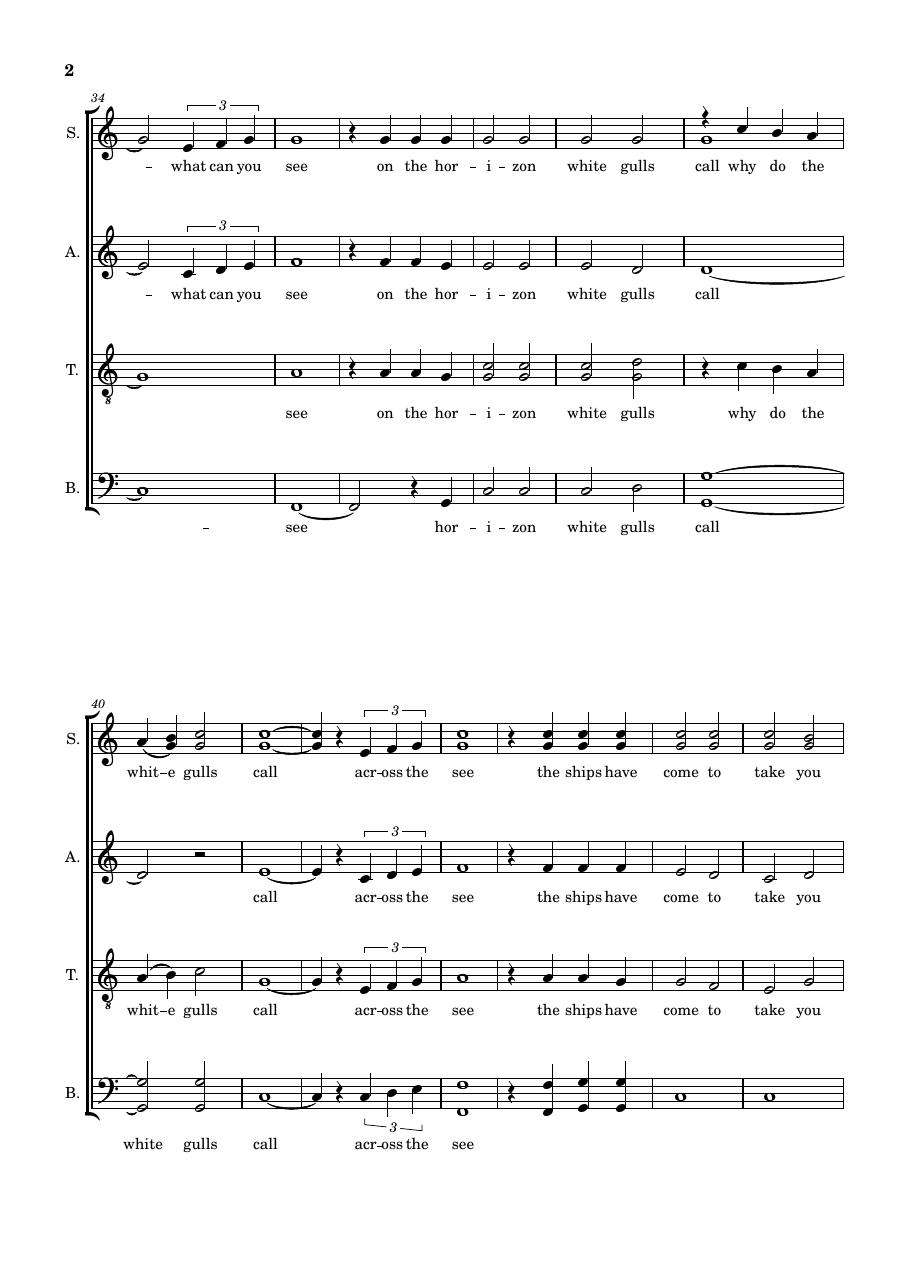 2
34
3
S.
– what can you see on the hor – i – zon white gulls call why do the
3
A.
– what can you see on the hor – i – zon white gulls call
T.
8
see on the hor – i – zon white gulls why do the
B.
– see hor – i – zon white gulls call
40
3
S.
whit–e gulls call acr–oss the see the ships have come to take you
3
A.
call acr–oss the see the ships have come to take you
3
T.
8
whit–e gulls call acr–oss the see the ships have come to take you
B.
3
white gulls call acr–oss the see